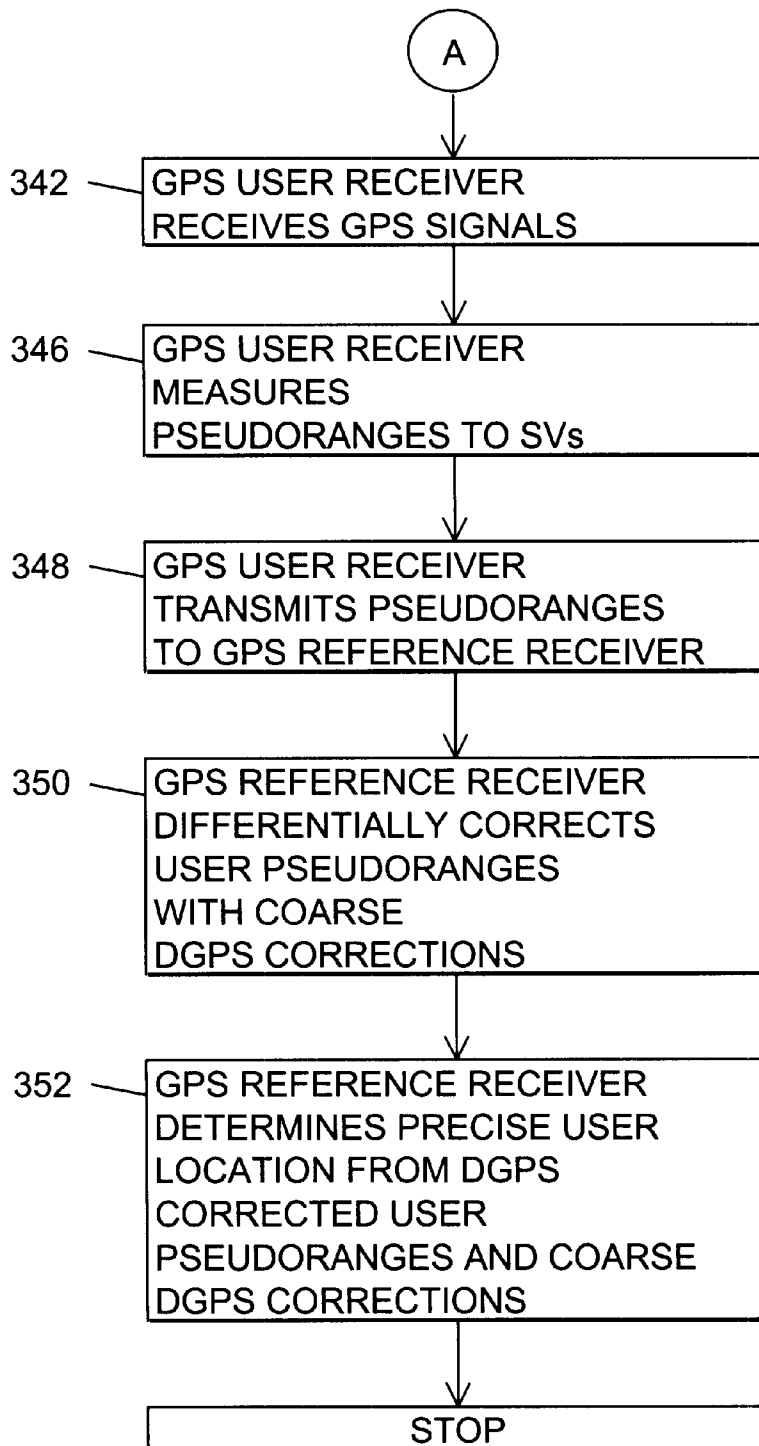 A
342
GPS USER RECEIVER
RECEIVES GPS SIGNALS
346
GPS USER RECEIVER
MEASURES
PSEUDORANGES TO SVs
348
GPS USER RECEIVER
TRANSMITS PSEUDORANGES
TO GPS REFERENCE RECEIVER
350
GPS REFERENCE RECEIVER
DIFFERENTIALLY CORRECTS
USER PSEUDORANGES
WITH COARSE
DGPS CORRECTIONS
352
GPS REFERENCE RECEIVER
DETERMINES PRECISE USER
LOCATION FROM DGPS
CORRECTED USER
PSEUDORANGES AND COARSE
DGPS CORRECTIONS
STOP